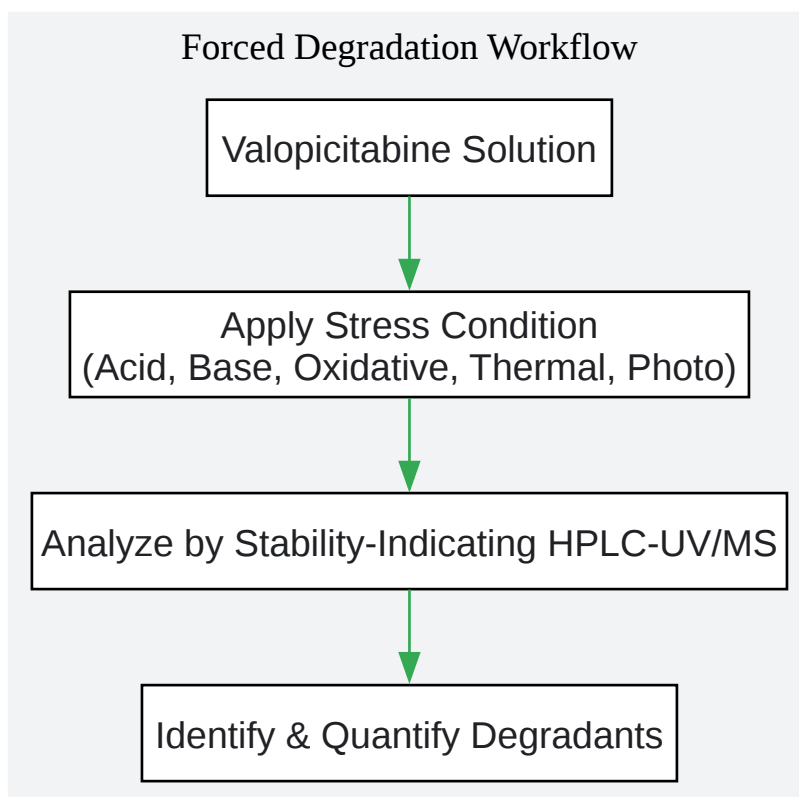 Forced Degradation Workflow
Valopicitabine Solution
Apply Stress Condition
(Acid, Base, Oxidative, Thermal, Photo)
Analyze by Stability-Indicating HPLC-UV/MS
Identify & Quantify Degradants